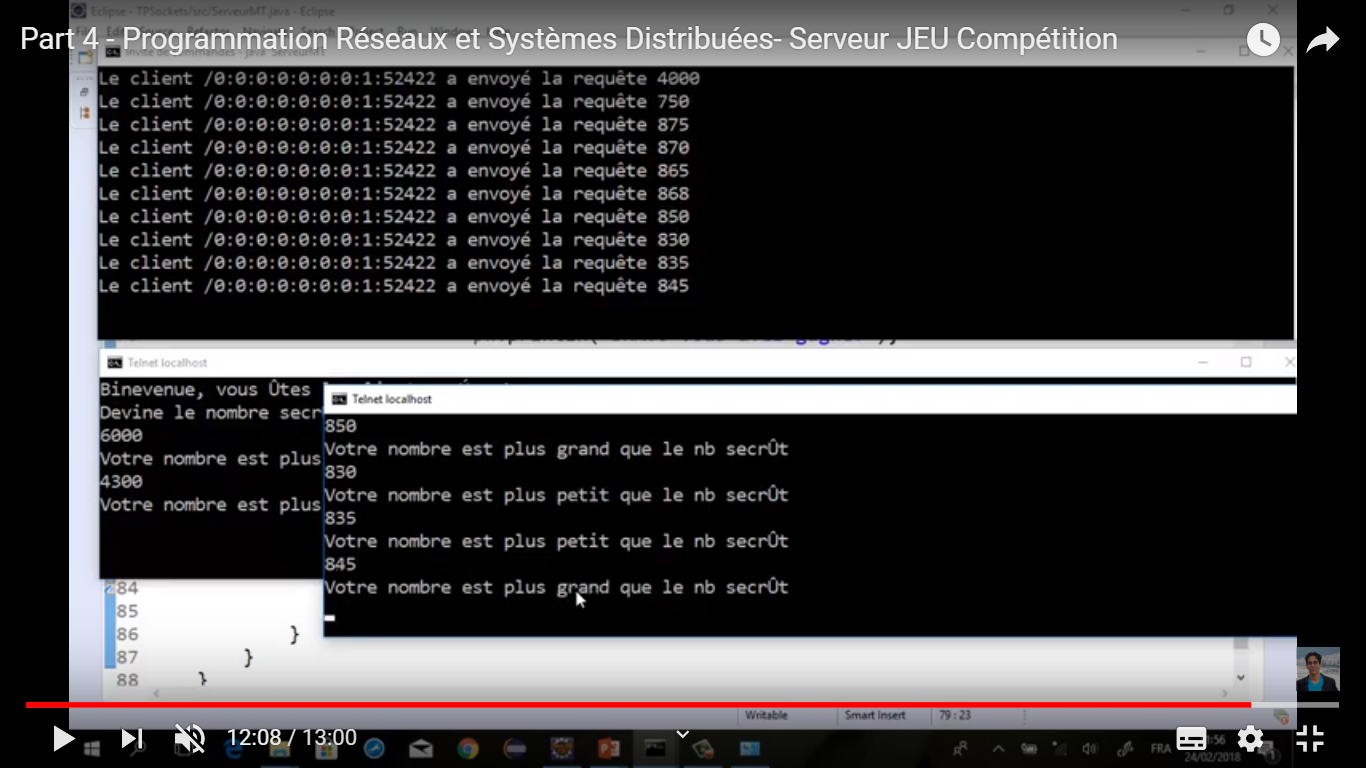 Eclipse - TPSockets/src/ServeurMT.java - Eclipse
Part 4 - Programmation Réseaux et Systèmes Distribuées- Serveur JEU Compétition
Le client /0:0:0:0:0:0:0:1:52422 a envoyé la requête 4000
Le client /0:0:0:0:0:0:0:1:52422 a envoyé la requête 750
Le client /0:0:0:0:0:0:0:1:52422 a envoyé la requête 875
Le client /0:0:0:0:0:0:0:1:52422 a envoyé la requête 870
Le client /0:0:0:0:0:0:0:1:52422 a envoyé la requête 865
Le client /0:0:0:0:0:0:0:1:52422 a envoyé la requête 868
Le client /0:0:0:0:0:0:0:1:52422 a envoyé la requête 850
Le client /0:0:0:0:0:0:0:1:52422 a envoyé la requête 830
Le client /0:0:0:0:0:0:0:1:52422 a envoyé la requête 835
Le client /0:0:0:0:0:0:0:1:52422 a envoyé la requête 845
Telnet localhost
Binevenue, vous Ûtes
Devine le nombre secr
6000
Votre nombre est plus
4300
Votre nombre est plus
Telnet localhost
850
Votre nombre est plus grand que le nb secrÛt
830
Votre nombre est plus petit que le nb secrÛt
835
Votre nombre est plus petit que le nb secrÛt
845
Votre nombre est plus grand que le nb secrÛt
84
85
86 }
87 }
88 }
Writable Smart Insert 79 : 23
12:08 / 13:00
FRA
:56
24/02/2018